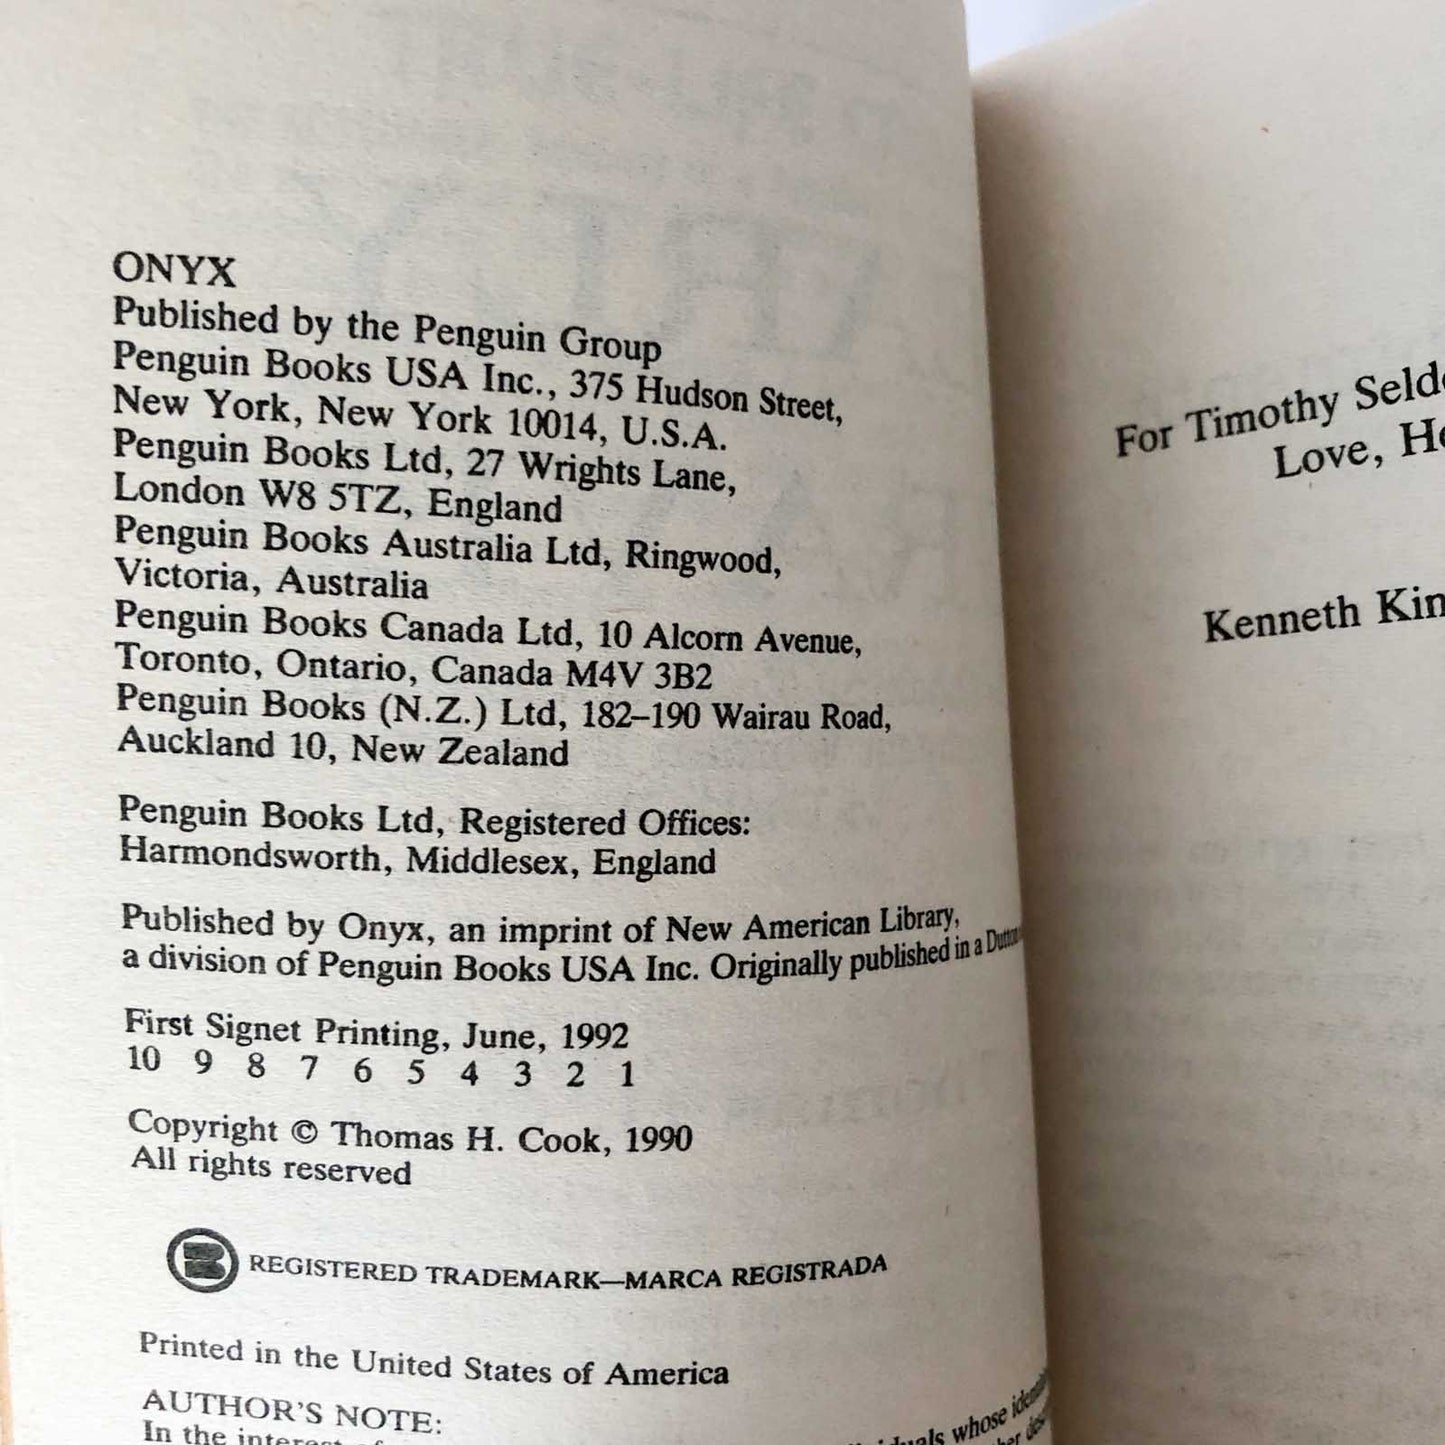 ONYX
Published by the Penguin Group
Penguin Books USA Inc., 375 Hudson Street,
New York, New York 10014, U.S.A.
Penguin Books Ltd, 27 Wrights Lane,
London W8 5TZ, England
Penguin Books Australia Ltd, Ringwood,
Victoria, Australia
Penguin Books Canada Ltd, 10 Alcorn Avenue,
Toronto, Ontario, Canada M4V 3B2
Penguin Books (N.Z.) Ltd, 182–190 Wairau Road,
Auckland 10, New Zealand
Penguin Books Ltd, Registered Offices:
Harmondsworth, Middlesex, England
Published by Onyx, an imprint of New American Library,
a division of Penguin Books USA Inc. Originally published in a Dutton
First Signet Printing, June, 1992
10 9 8 7 6 5 4 3 2 1
Copyright © Thomas H. Cook, 1990
All rights reserved
REGISTERED TRADEMARK—MARCA REGISTRADA
Printed in the United States of America
AUTHOR'S NOTE:
In the interest of
whose
For Timothy
Love,
Kenneth